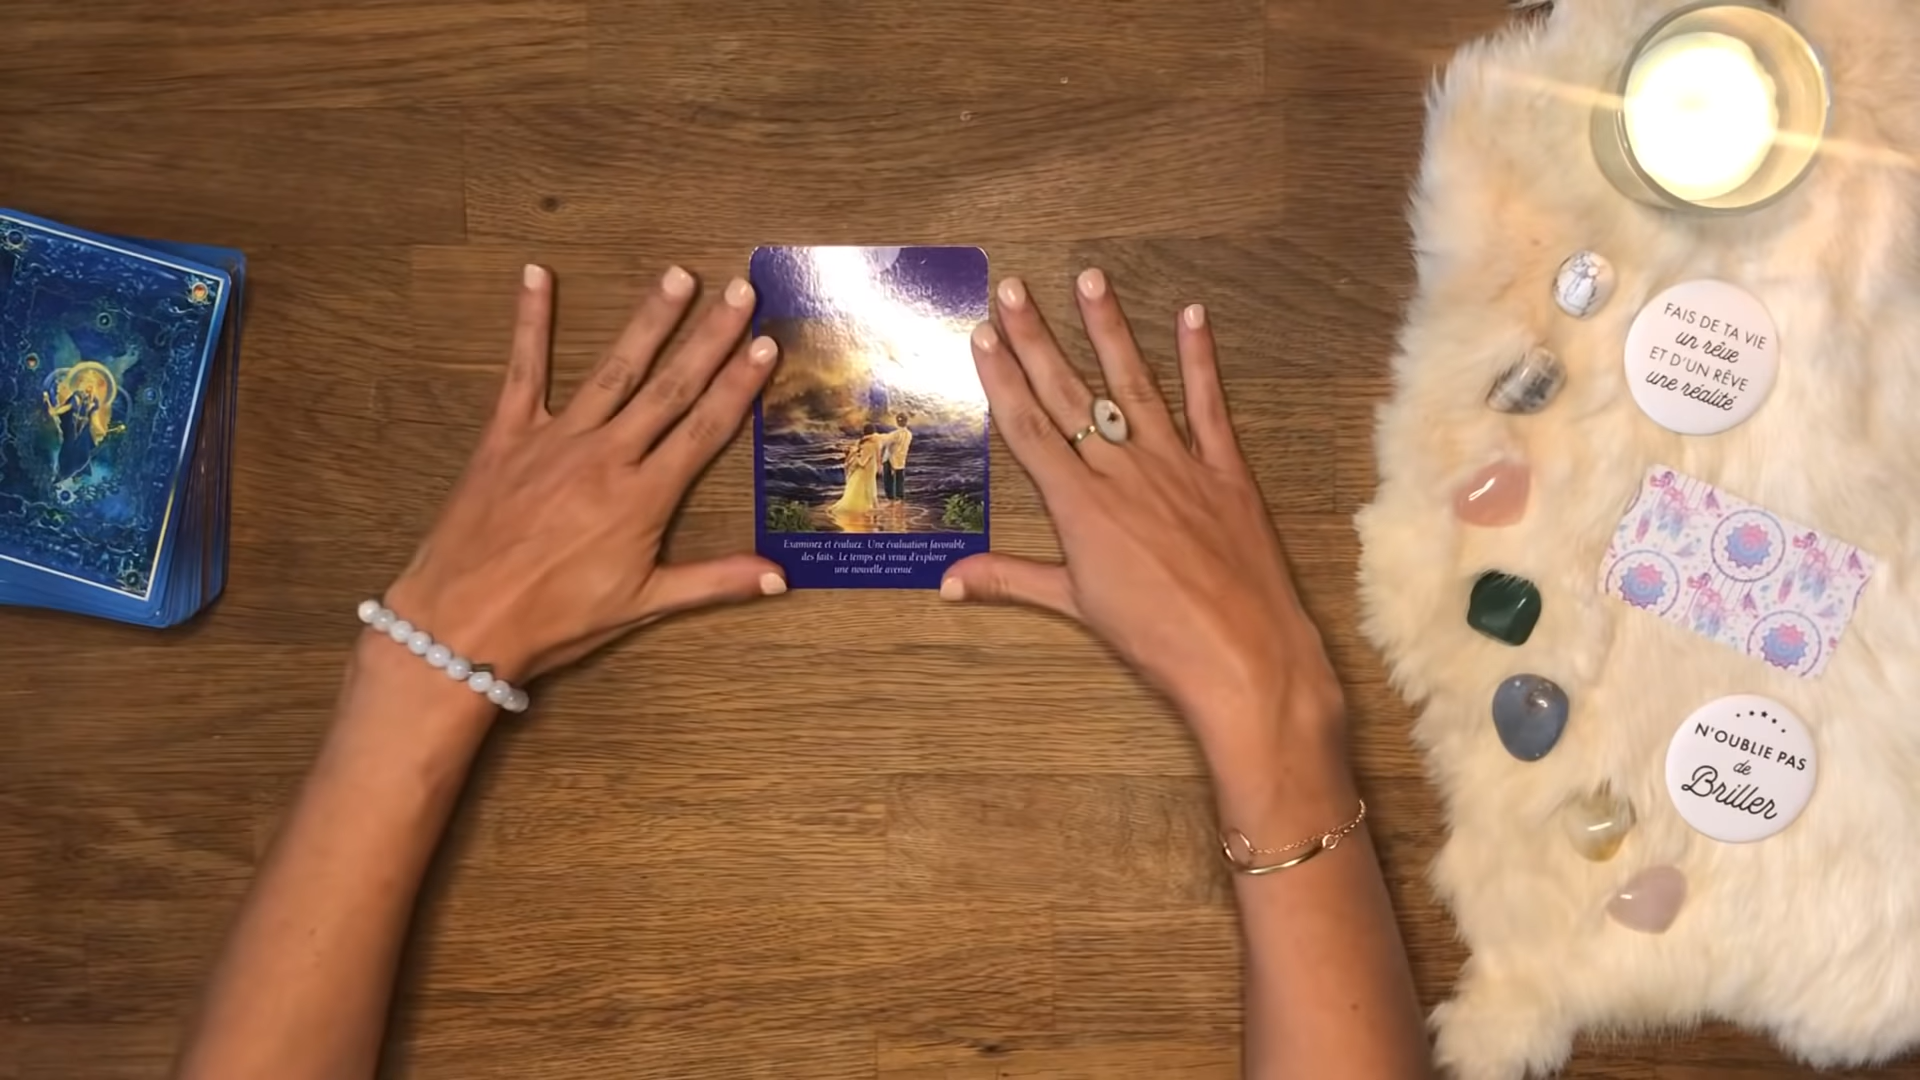 Examinez et évaluez. Une évaluation favorable
des faits. Le temps est venu d'explorer
une nouvelle avenue.
FAIS DE TA VIE
un rêve
ET D'UN RÊVE
une réalité
N'OUBLIE PAS
de
Briller